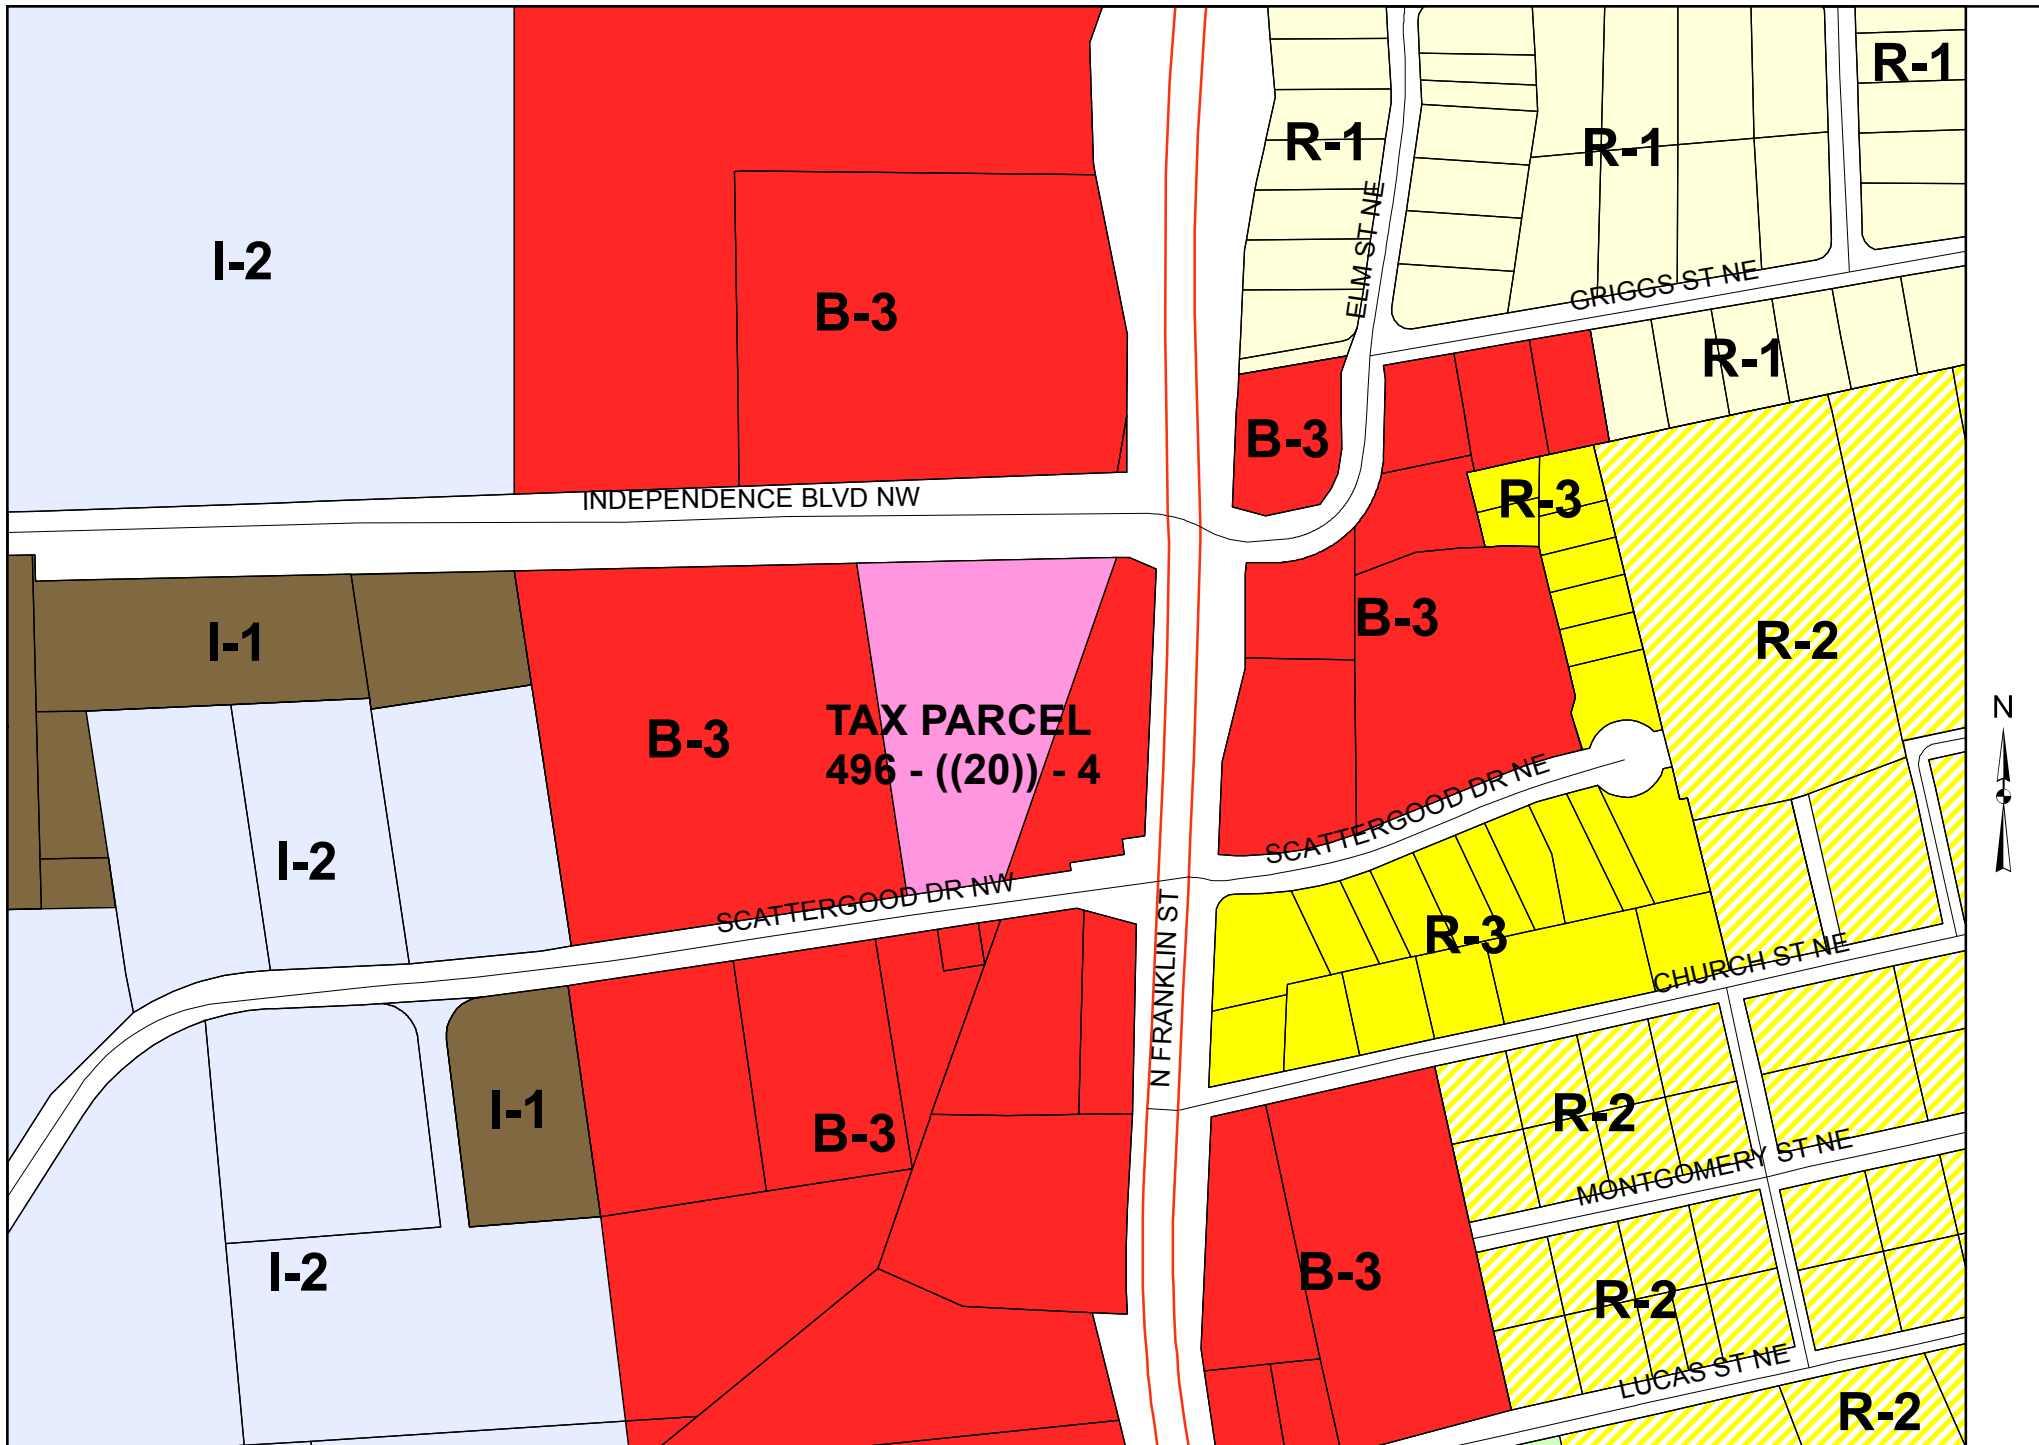 R-1
R-1
R-1
I-2
B-3
ELM ST NE
GRIGGS ST NE
R-1
B-3
INDEPENDENCE BLVD NW
R-3
B-3
I-1
R-2
B-3
TAX PARCEL
496 - ((20)) - 4
N
SCATTERGOOD DR NE
I-2
SCATTERGOOD DR NW
R-3
CHURCH ST NE
N FRANKLIN ST
I-1
R-2
B-3
MONTGOMERY ST NE
I-2
B-3
R-2
LUCAS ST NE
R-2